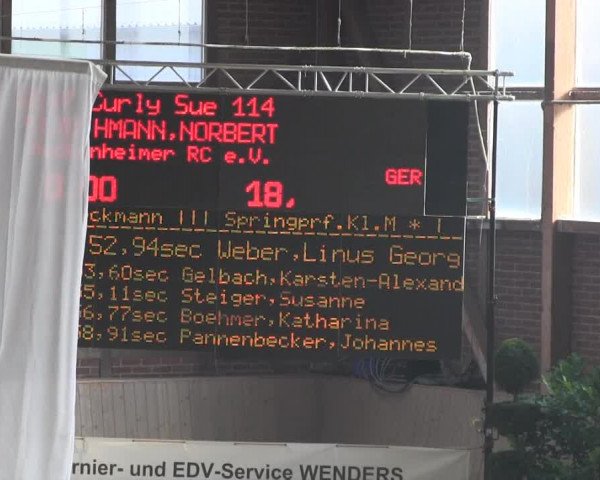 Curly Sue 114
HMANN,NORBERT
nheimer RC e.V.
GER
00 18,
ckmann III Springprf.Kl.M * I
52,94sec Weber,Linus Georg
3,60sec Gelbach,Karsten-Alexand
5,11sec Steiger,Susanne
6,77sec Boehmer,Katharina
58,91sec Pannenbecker,Johannes
rnier- und EDV-Service WENDERS